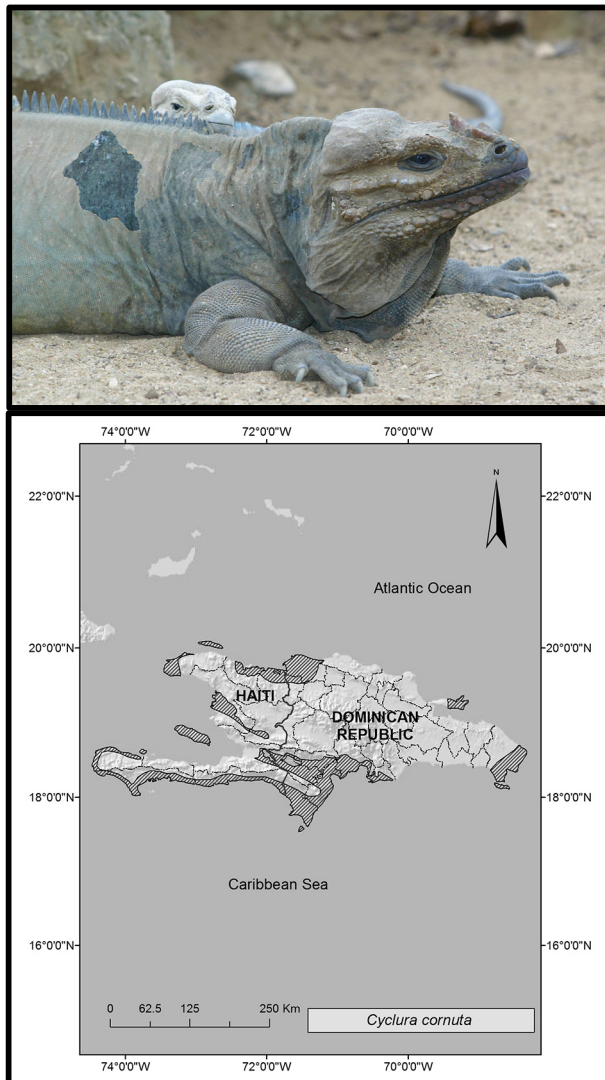 74°0'0"W 72°0'0"W 70°0'0"W
N
22°0'0"N 22°0'0"N
Atlantic Ocean
20°0'0"N 20°0'0"N
HAITI
DOMINICAN
REPUBLIC
18°0'0"N 18°0'0"N
Caribbean Sea
16°0'0"N 16°0'0"N
0 62.5 125 250 Km
Cyclura cornuta
74°0'0"W 72°0'0"W 70°0'0"W